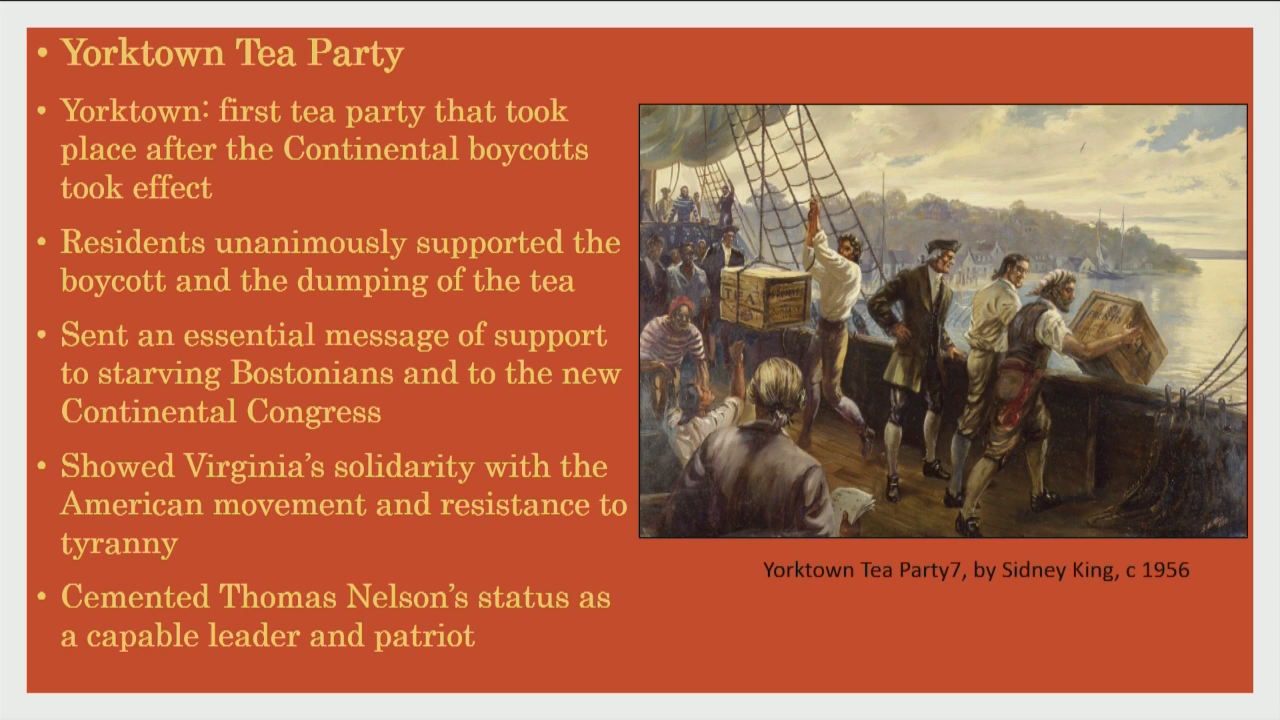 • Yorktown Tea Party
• Yorktown: first tea party that took
place after the Continental boycotts
took effect
• Residents unanimously supported the
boycott and the dumping of the tea
• Sent an essential message of support
to starving Bostonians and to the new
Continental Congress
• Showed Virginia's solidarity with the
American movement and resistance to
tyranny
• Cemented Thomas Nelson's status as
a capable leader and patriot
TEA
Yorktown Tea Party7, by Sidney King, c 1956